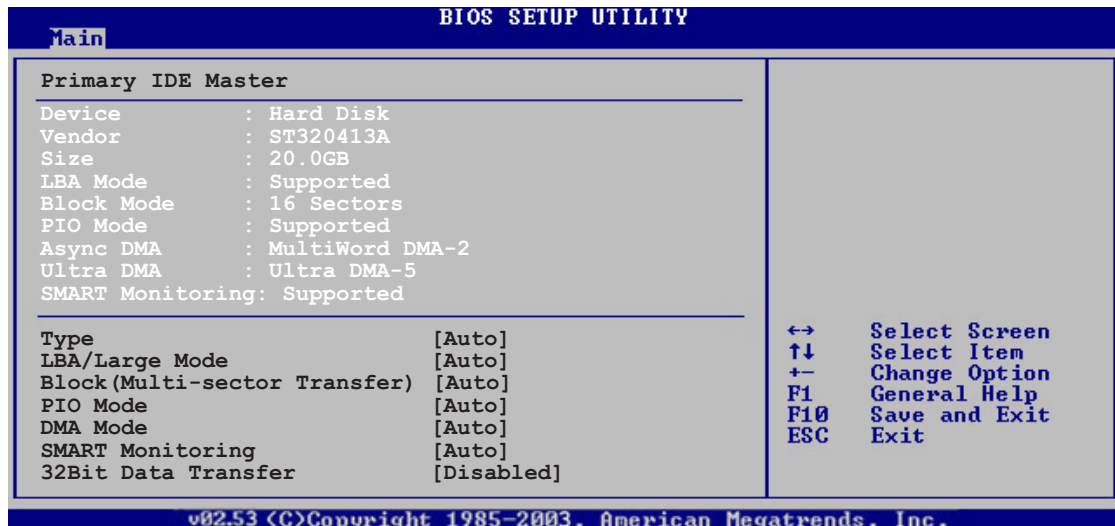 BIOS SETUP UTILITY
Main
Primary IDE Master
Device : Hard Disk
Vendor : ST320413A
Size : 20.0GB
LBA Mode : Supported
Block Mode : 16 Sectors
PIO Mode : Supported
Async DMA : MultiWord DMA-2
Ultra DMA : Ultra DMA-5
SMART Monitoring: Supported
Type [Auto]
LBA/Large Mode [Auto]
Block(Multi-sector Transfer) [Auto]
PIO Mode [Auto]
DMA Mode [Auto]
SMART Monitoring [Auto]
32Bit Data Transfer [Disabled]
←→ Select Screen
↑↓ Select Item
+- Change Option
F1 General Help
F10 Save and Exit
ESC Exit
v02.53 (C)Copyright 1985-2003, American Megatrends, Inc.